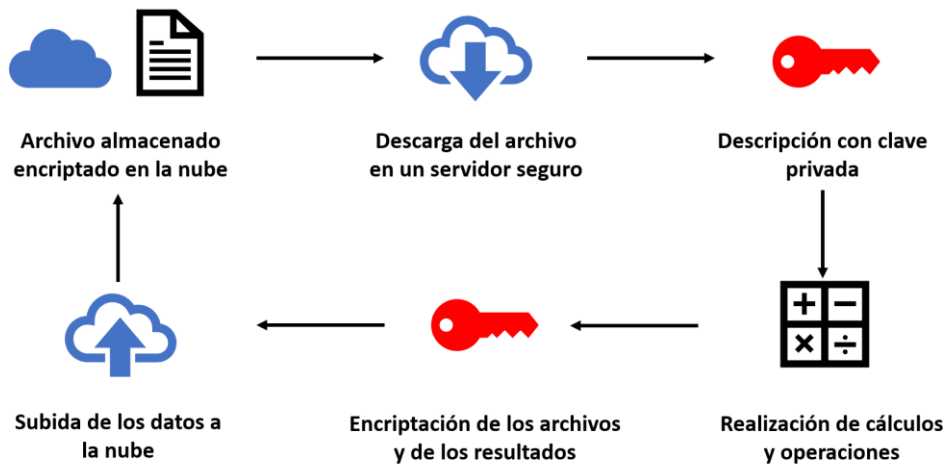 Archivo almacenado
encriptado en la nube
Descarga del archivo
en un servidor seguro
Descripción con clave
privada
Subida de los datos a
la nube
Encriptación de los archivos
y de los resultados
Realización de cálculos
y operaciones